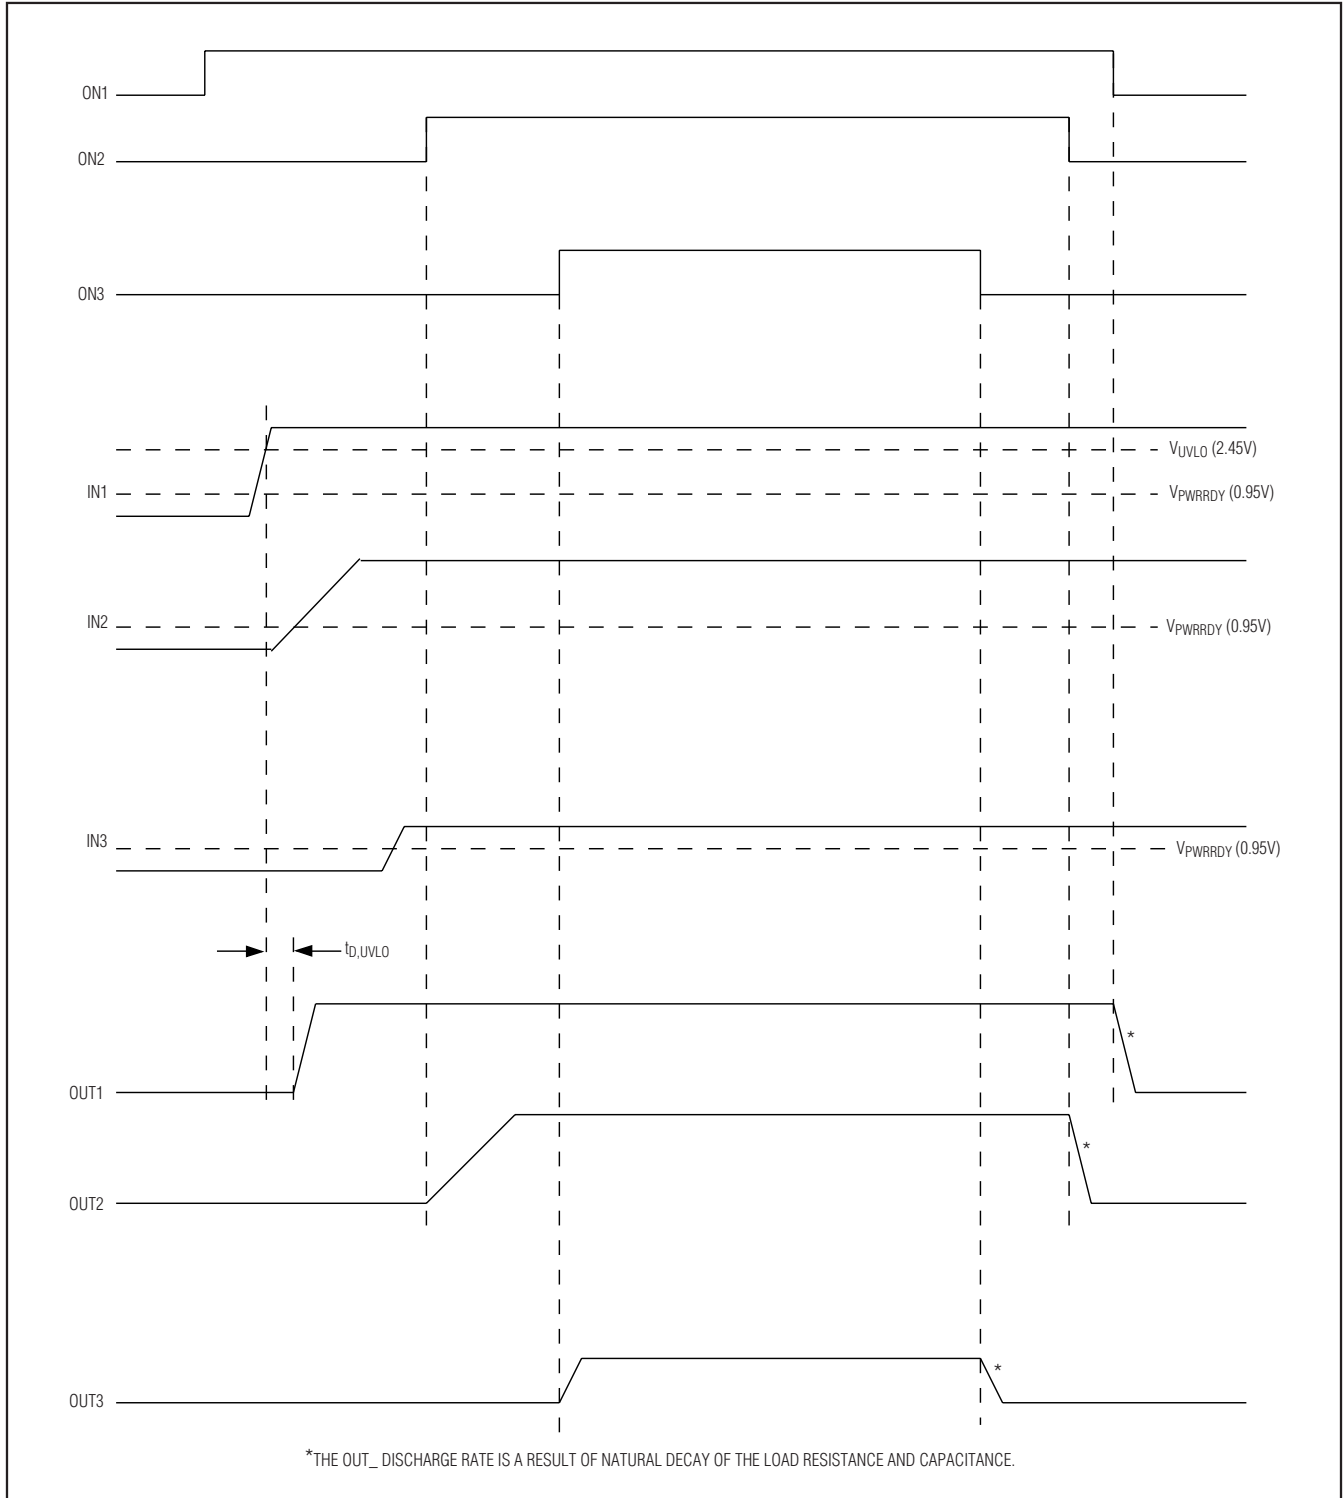 ON1
ON2
ON3
VUVLO (2.45V)
IN1
VPWRRDY (0.95V)
IN2
VPWRRDY (0.95V)
IN3
VPWRRDY (0.95V)
tD,UVLO
*
OUT1
*
OUT2
*
OUT3
*THE OUT_ DISCHARGE RATE IS A RESULT OF NATURAL DECAY OF THE LOAD RESISTANCE AND CAPACITANCE.